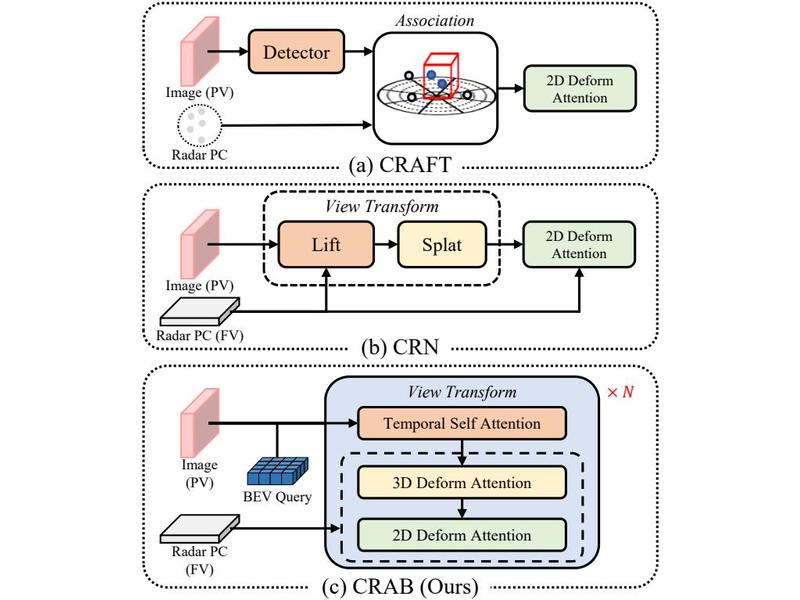 Association
Detector
Image (PV)
2D Deform
Attention
Radar PC
(a) CRAFT
View Transform
Lift
Splat
2D Deform
Attention
Image (PV)
Radar PC (FV)
(b) CRN
View Transform
× N
Temporal Self Attention
Image
(PV)
BEV Query
3D Deform Attention
2D Deform Attention
Radar PC
(FV)
(c) CRAB (Ours)